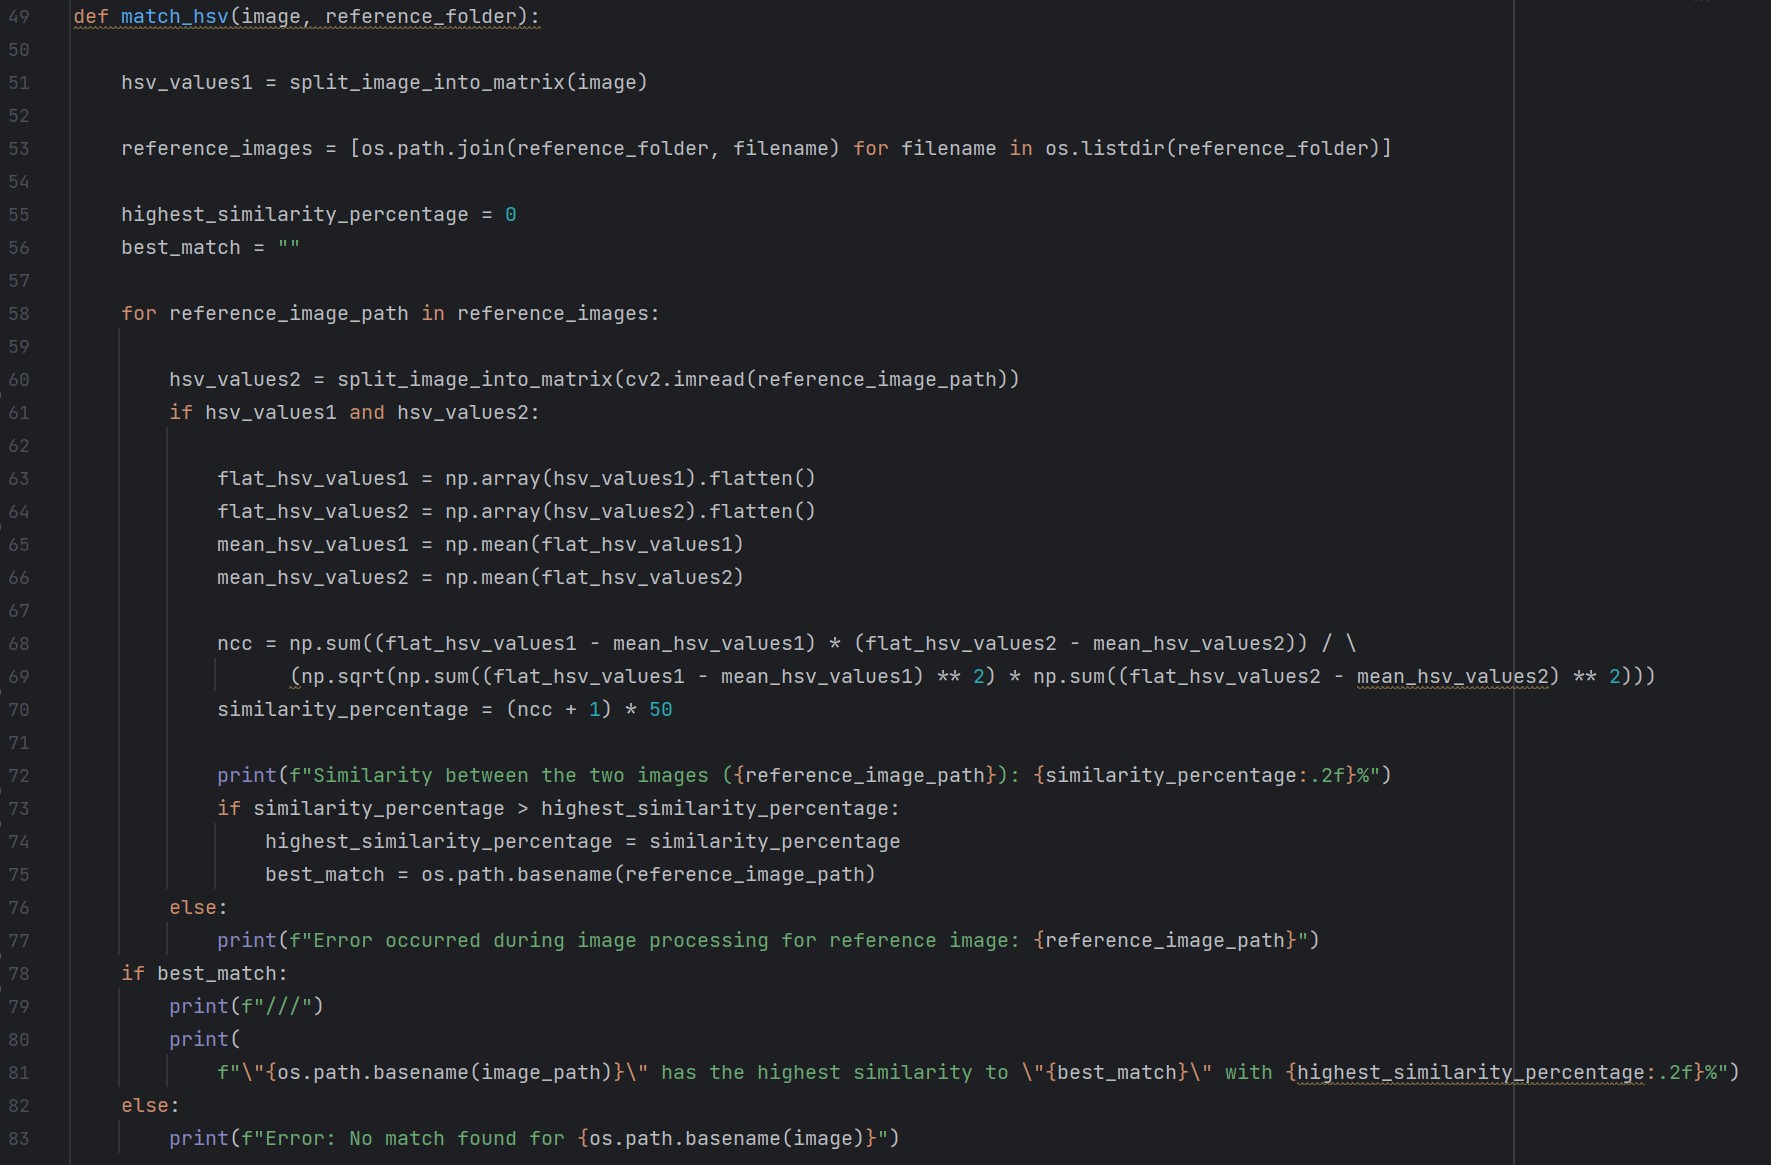 49 def match_hsv(image, reference_folder):
50
51     hsv_values1 = split_image_into_matrix(image)
52
53     reference_images = [os.path.join(reference_folder, filename) for filename in os.listdir(reference_folder)]
54
55     highest_similarity_percentage = 0
56     best_match = ""
57
58     for reference_image_path in reference_images:
59
60         hsv_values2 = split_image_into_matrix(cv2.imread(reference_image_path))
61         if hsv_values1 and hsv_values2:
62
63             flat_hsv_values1 = np.array(hsv_values1).flatten()
64             flat_hsv_values2 = np.array(hsv_values2).flatten()
65             mean_hsv_values1 = np.mean(flat_hsv_values1)
66             mean_hsv_values2 = np.mean(flat_hsv_values2)
67
68             ncc = np.sum((flat_hsv_values1 - mean_hsv_values1) * (flat_hsv_values2 - mean_hsv_values2)) / \
69                   (np.sqrt(np.sum((flat_hsv_values1 - mean_hsv_values1) ** 2) * np.sum((flat_hsv_values2 - mean_hsv_values2) ** 2)))
70             similarity_percentage = (ncc + 1) * 50
71
72             print(f"Similarity between the two images ({reference_image_path}): {similarity_percentage:.2f}%")
73             if similarity_percentage > highest_similarity_percentage:
74                 highest_similarity_percentage = similarity_percentage
75                 best_match = os.path.basename(reference_image_path)
76         else:
77             print(f"Error occurred during image processing for reference image: {reference_image_path}")
78     if best_match:
79         print(f"///")
80         print(
81             f"\"{os.path.basename(image_path)}\" has the highest similarity to \"{best_match}\" with {highest_similarity_percentage:.2f}%")
82     else:
83         print(f"Error: No match found for {os.path.basename(image)}")